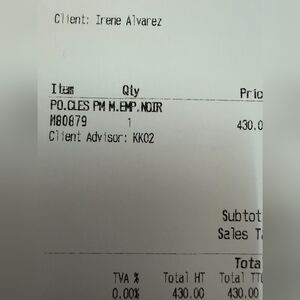 Client: Irene Alvarez
Item Qty Pric
PO.CLES PM M.EMP.NOIR
M80879 1 430.0
Client Advisor: KK02
Subtot
Sales T
Tota
TVA % Total HT Total TT
0.00% 430.00 430.00